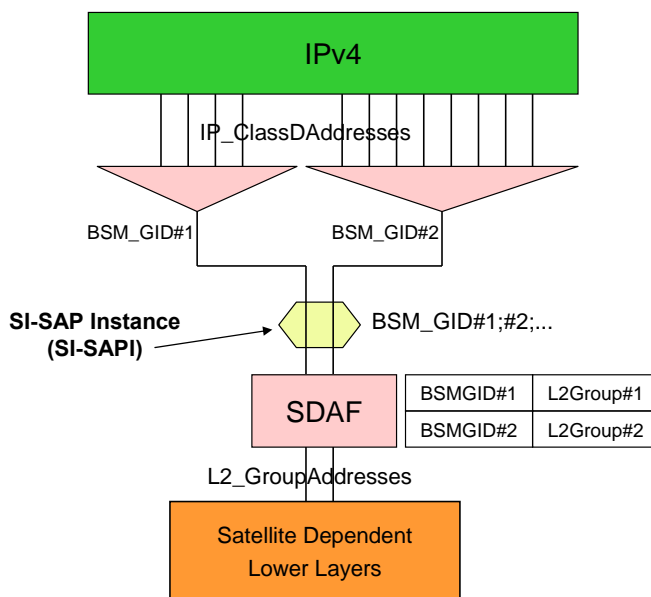 IPv4
IP_ClassDAddresses
BSM_GID#1
BSM_GID#2
SI-SAP Instance
(SI-SAPI)
BSM_GID#1;#2;...
SDAF
BSMGID#1 L2Group#1
BSMGID#2 L2Group#2
L2_GroupAddresses
Satellite Dependent
Lower Layers